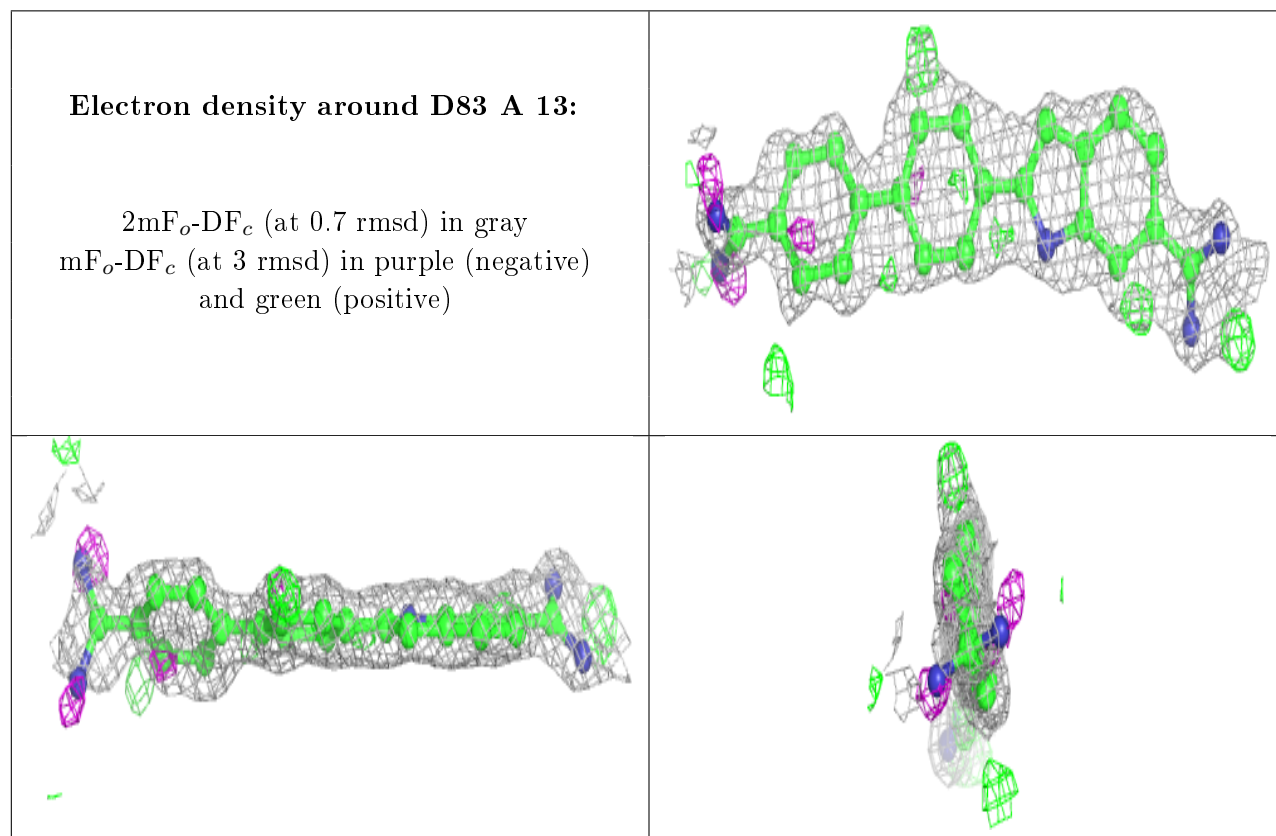 Electron density around D83 A 13:
2mFo-DFc (at 0.7 rmsd) in gray
mFo-DFc (at 3 rmsd) in purple (negative)
and green (positive)